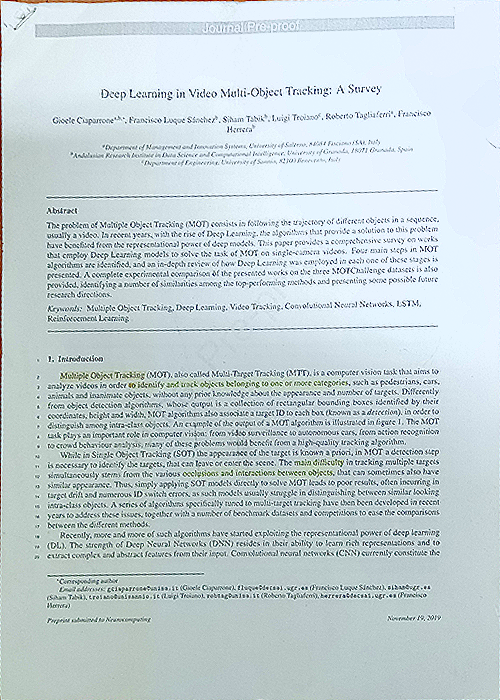 Journal Pre-proof
Deep Learning in Video Multi-Object Tracking: A Survey
Gioele Ciaparrone^a,b,*, Francisco Luque Sánchez^b, Siham Tabik^b, Luigi Troiano^c, Roberto Tagliaferri^a, Francisco
Herrera^b
^a Department of Management and Innovation Systems, University of Salerno, 84084 Fisciano (SA), Italy
^b Andalusian Research Institute in Data Science and Computational Intelligence, University of Granada, 18071 Granada, Spain
^c Department of Engineering, University of Sannio, 82100 Benevento, Italy
Abstract
The problem of Multiple Object Tracking (MOT) consists in following the trajectory of different objects in a sequence,
usually a video. In recent years, with the rise of Deep Learning, the algorithms that provide a solution to this problem
have benefited from the representational power of deep models. This paper provides a comprehensive survey on works
that employ Deep Learning models to solve the task of MOT on single-camera videos. Four main steps in MOT
algorithms are identified, and an in-depth review of how Deep Learning was employed in each one of these stages is
presented. A complete experimental comparison of the presented works on the three MOTChallenge datasets is also
provided, identifying a number of similarities among the top-performing methods and presenting some possible future
research directions.
Keywords: Multiple Object Tracking, Deep Learning, Video Tracking, Convolutional Neural Networks, LSTM,
Reinforcement Learning
1 1. Introduction
2 Multiple Object Tracking (MOT), also called Multi-Target Tracking (MTT), is a computer vision task that aims to
3 analyze videos in order to identify and track objects belonging to one or more categories, such as pedestrians, cars,
4 animals and inanimate objects, without any prior knowledge about the appearance and number of targets. Differently
5 from object detection algorithms, whose output is a collection of rectangular bounding boxes identified by their
6 coordinates, height and width, MOT algorithms also associate a target ID to each box (known as a detection), in order to
7 distinguish among intra-class objects. An example of the output of a MOT algorithm is illustrated in figure 1. The MOT
8 task plays an important role in computer vision: from video surveillance to autonomous cars, from action recognition
9 to crowd behaviour analysis, many of these problems would benefit from a high-quality tracking algorithm.
10 While in Single Object Tracking (SOT) the appearance of the target is known a priori, in MOT a detection step
11 is necessary to identify the targets, that can leave or enter the scene. The main difficulty in tracking multiple targets
12 simultaneously stems from the various occlusions and interactions between objects, that can sometimes also have
13 similar appearance. Thus, simply applying SOT models directly to solve MOT leads to poor results, often incurring in
14 target drift and numerous ID switch errors, as such models usually struggle in distinguishing between similar looking
15 intra-class objects. A series of algorithms specifically tuned to multi-target tracking have then been developed in recent
16 years to address these issues, together with a number of benchmark datasets and competitions to ease the comparisons
17 between the different methods.
18 Recently, more and more of such algorithms have started exploiting the representational power of deep learning
19 (DL). The strength of Deep Neural Networks (DNN) resides in their ability to learn rich representations and to
20 extract complex and abstract features from their input. Convolutional neural networks (CNN) currently constitute the
*Corresponding author
Email addresses: gciaparrone@unisa.it (Gioele Ciaparrone), fluque@decsai.ugr.es (Francisco Luque Sánchez), siham@ugr.es
(Siham Tabik), troiano@unisannio.it (Luigi Troiano), robtag@unisa.it (Roberto Tagliaferri), herrera@decsai.ugr.es (Francisco
Herrera)
Preprint submitted to Neurocomputing November 19, 2019